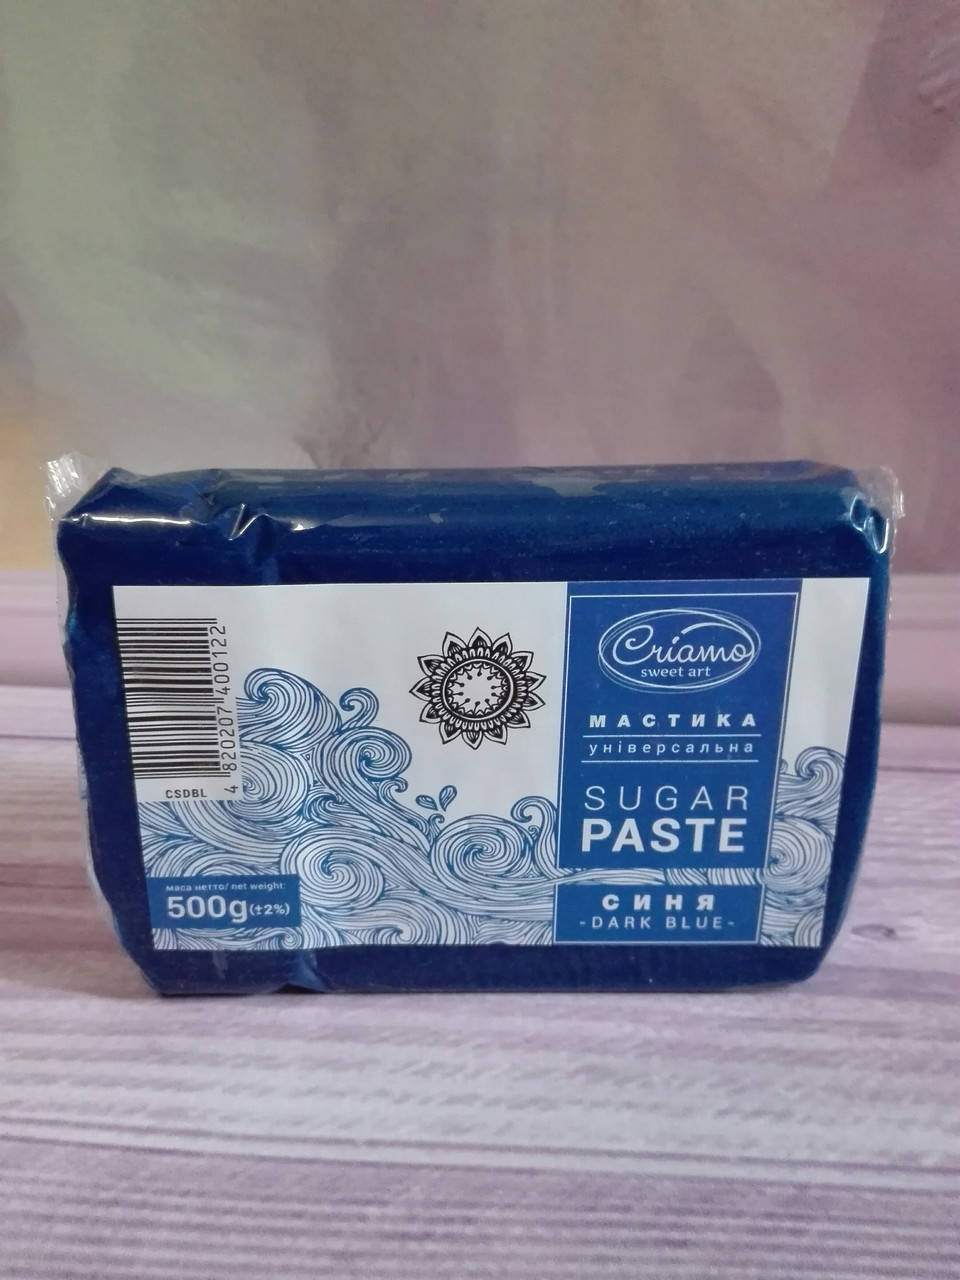 4 820207 400122
CSDBL
маса нетто/ net weight:
500g(±2%)
Criamo
sweet art
МАСТИКА
універсальна
SUGAR
PASTE
СИНЯ
-DARK BLUE-